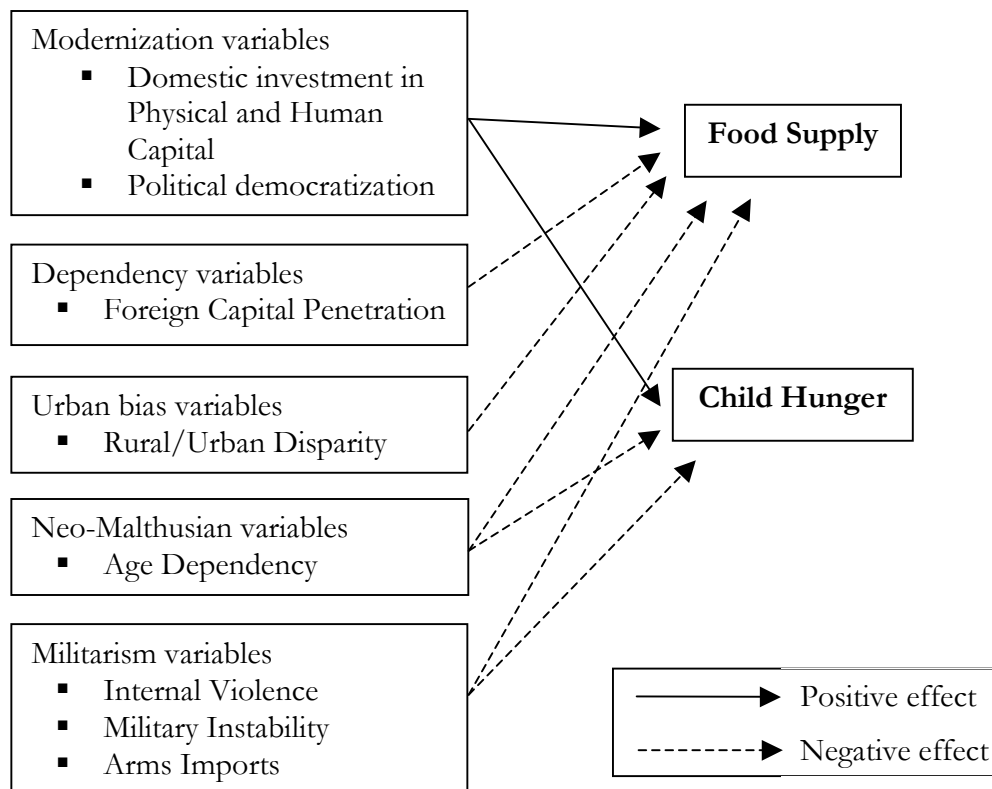 Modernization variables
▪ Domestic investment in
Physical and Human
Capital
▪ Political democratization
Dependency variables
▪ Foreign Capital Penetration
Urban bias variables
▪ Rural/Urban Disparity
Neo-Malthusian variables
▪ Age Dependency
Militarism variables
▪ Internal Violence
▪ Military Instability
▪ Arms Imports
Food Supply
Child Hunger
Positive effect
Negative effect